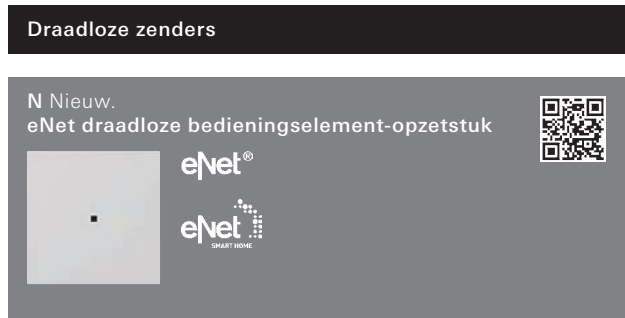 Draadloze zenders
N Nieuw.
eNet draadloze bedieningselement-opzetstuk
eNet®
eNet
SMART HOME